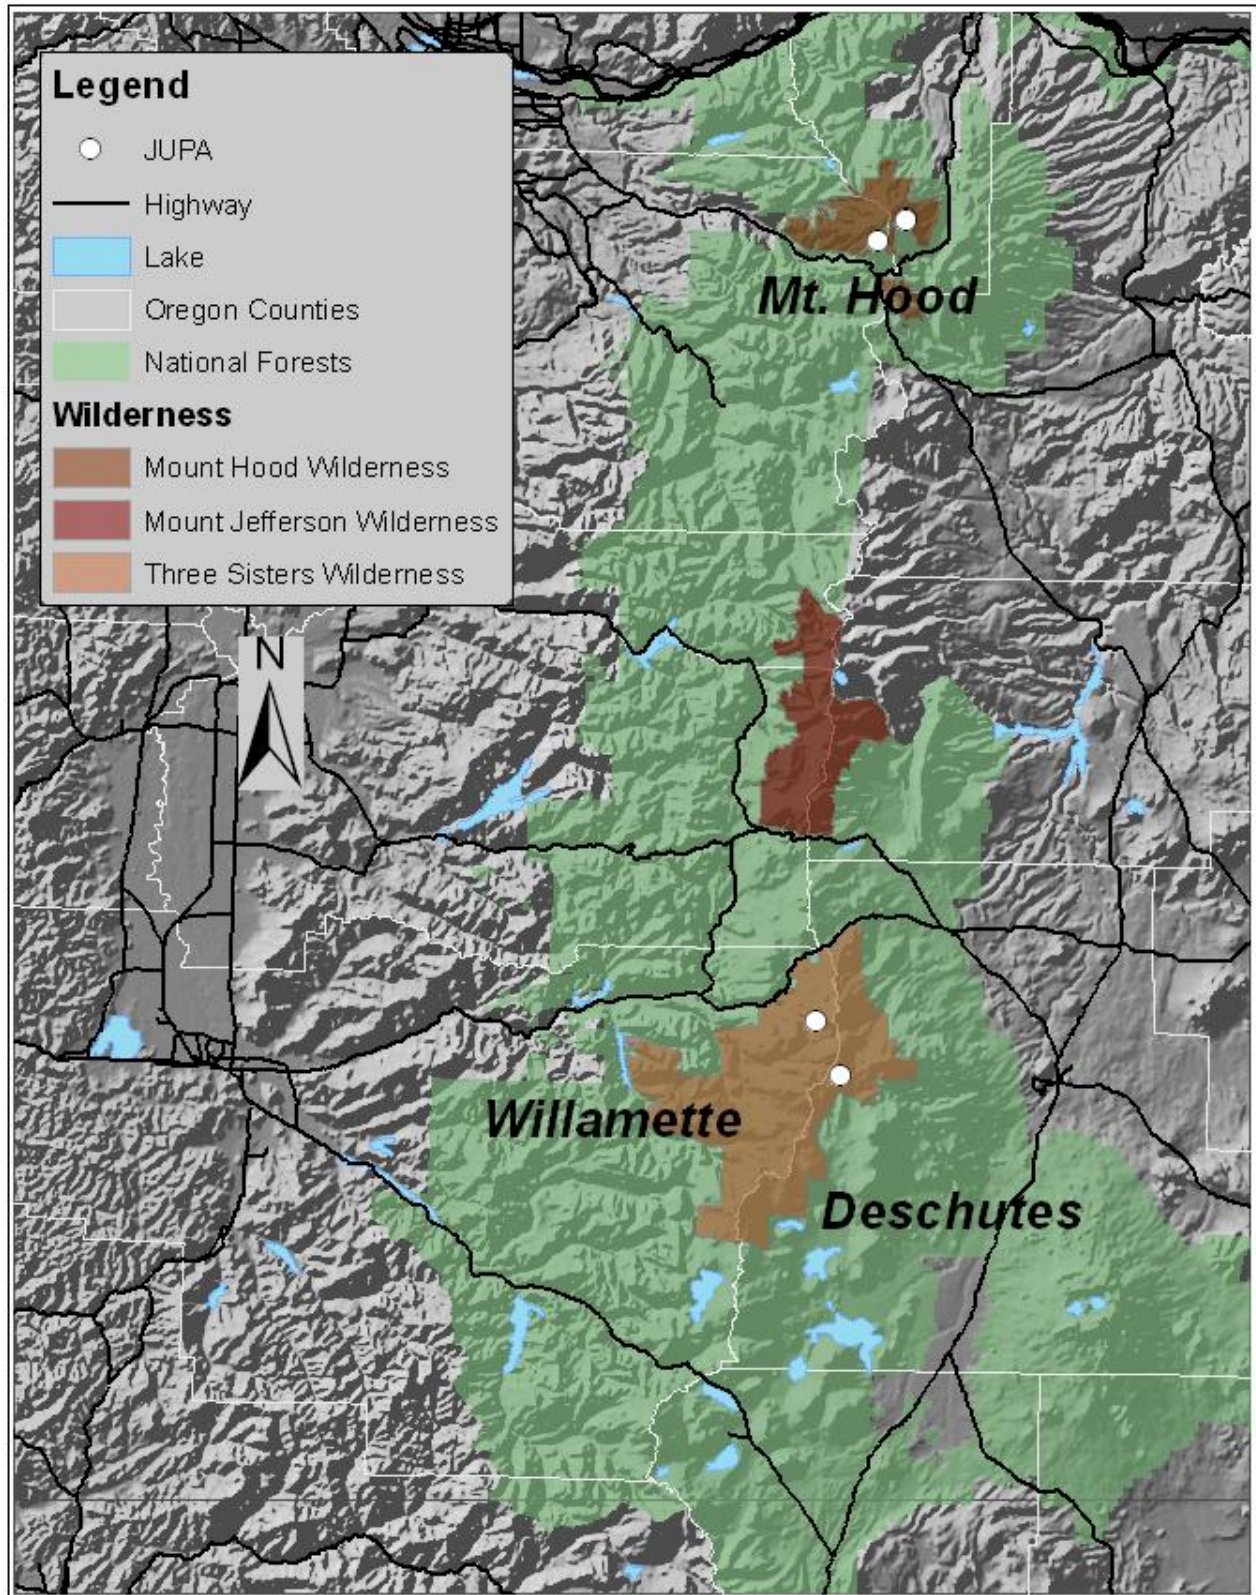 Legend
JUPA
Highway
Lake
Oregon Counties
National Forests
Wilderness
Mount Hood Wilderness
Mount Jefferson Wilderness
Three Sisters Wilderness
N
Mt. Hood
Willamette
Deschutes